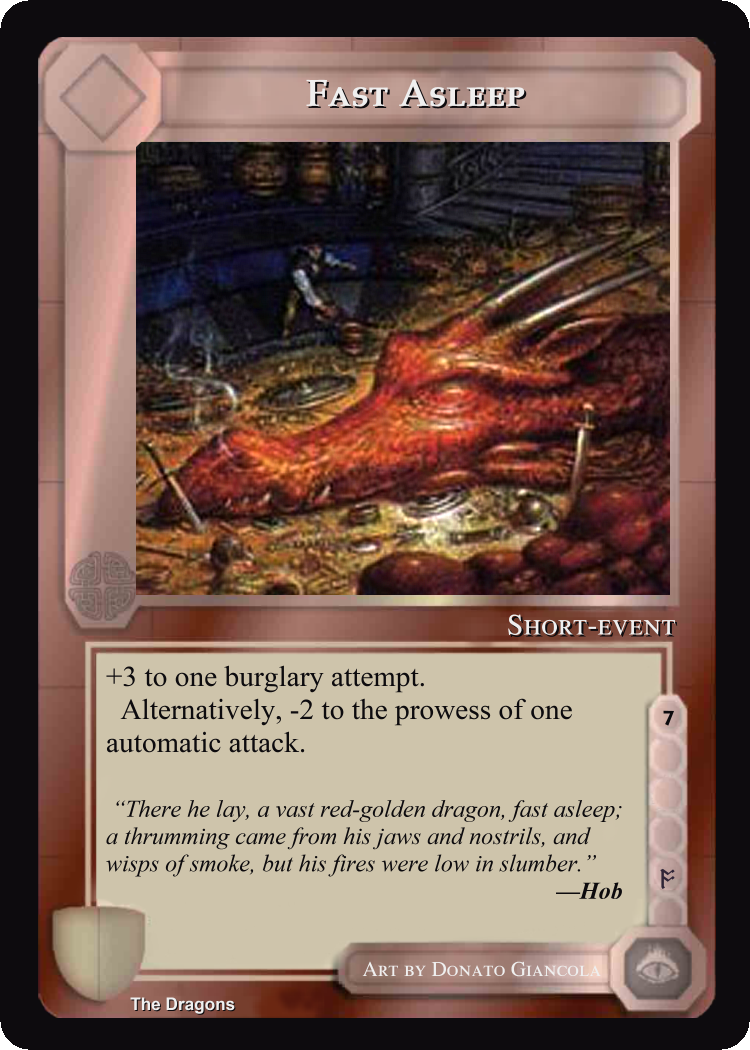 Fast Asleep
Short-event
+3 to one burglary attempt.
Alternatively, -2 to the prowess of one
automatic attack.
7
“There he lay, a vast red-golden dragon, fast asleep;
a thrumming came from his jaws and nostrils, and
wisps of smoke, but his fires were low in slumber.”
—Hob
Art by Donato Giancola
The Dragons